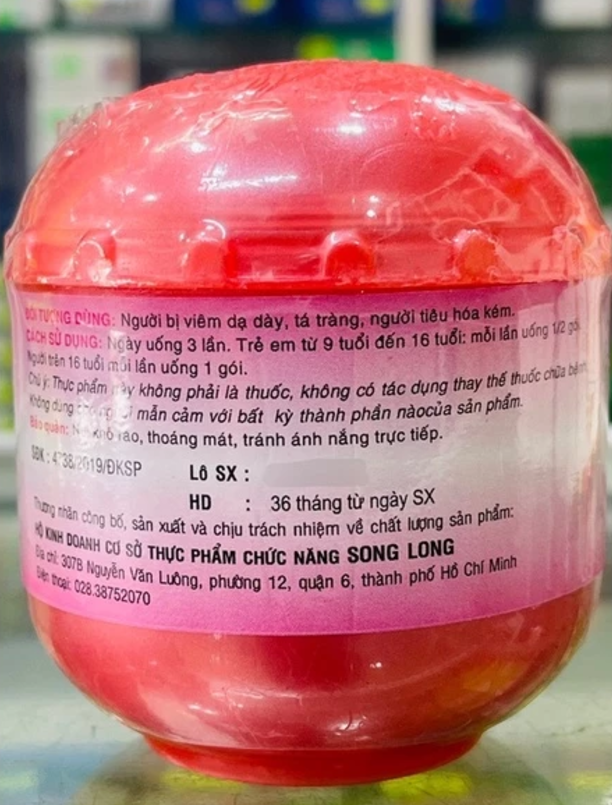 ĐỐI TƯỢNG DÙNG: Người bị viêm dạ dày, tá tràng, người tiêu hóa kém.
CÁCH SỬ DỤNG: Ngày uống 3 lần. Trẻ em từ 9 tuổi đến 16 tuổi: mỗi lần uống 1/2 gói.
Người trên 16 tuổi mỗi lần uống 1 gói.
Chú ý: Thực phẩm này không phải là thuốc, không có tác dụng thay thế thuốc chữa bệnh
Không dùng mẫn cảm với bất kỳ thành phần nàocủa sản phẩm.
Bảo quản: khô ráo, thoáng mát, tránh ánh nắng trực tiếp.
SĐK : /2019/ĐKSP
Lô SX :
HD : 36 tháng từ ngày SX
Thương nhân công bố, sản xuất và chịu trách nhiệm về chất lượng sản phẩm:
HỘ KINH DOANH CƠ SỞ THỰC PHẨM CHỨC NĂNG SONG LONG
Địa chỉ: 307B Nguyễn Văn Luông, phường 12, quận 6, thành phố Hồ Chí Minh
Điện thoại: 028.38752070